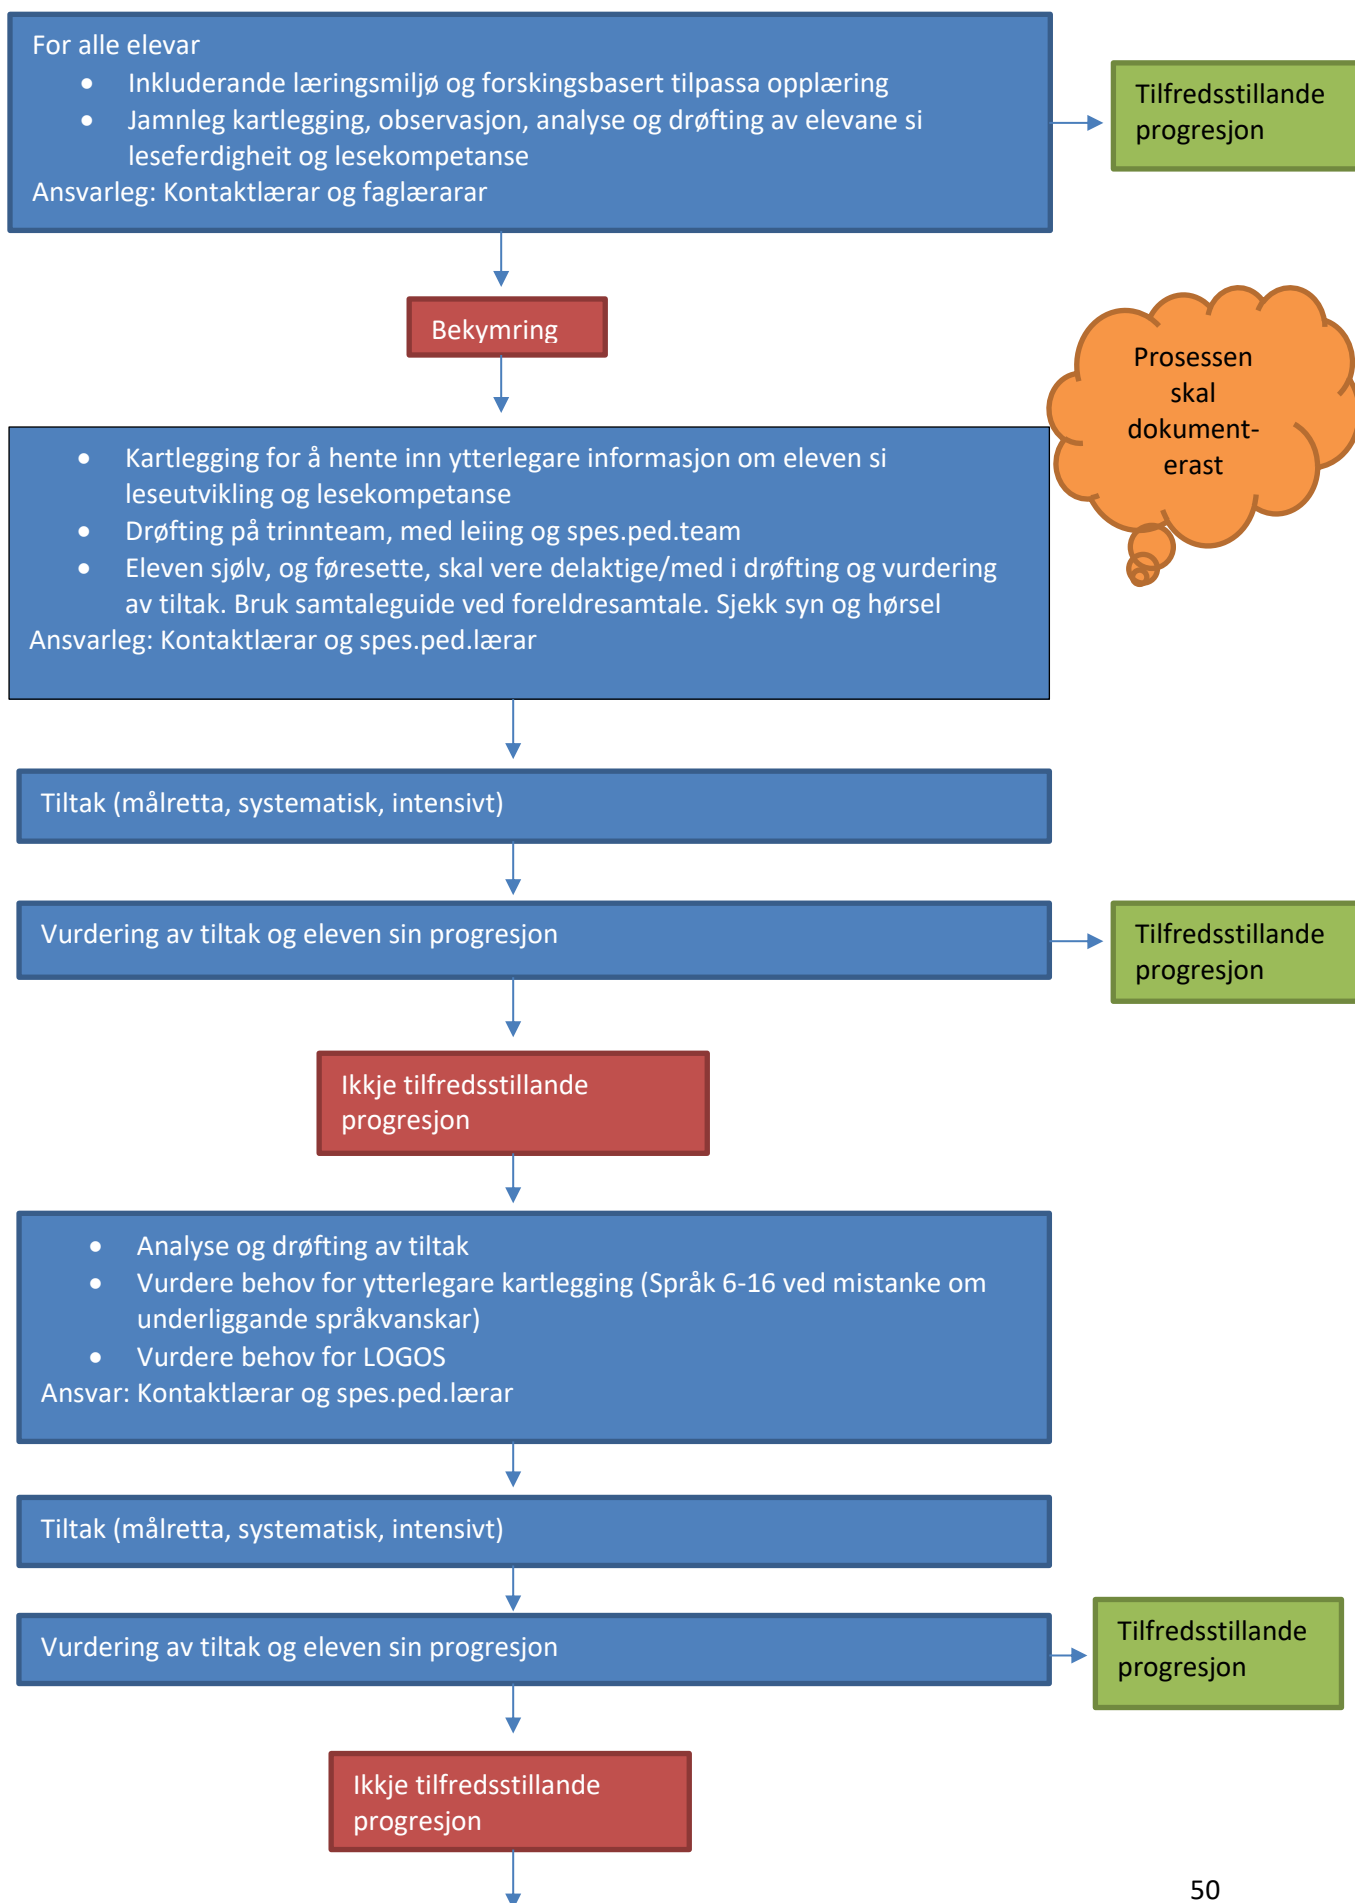 For alle elevar
• Inkluderande læringsmiljø og forskingsbasert tilpassa opplæring
• Jamnleg kartlegging, observasjon, analyse og drøfting av elevane si
leseferdigheit og lesekompetanse
Ansvarleg: Kontaktlærar og faglærarar
Tilfredsstillande
progresjon
Bekymring
Prosessen
skal
dokument-
erast
• Kartlegging for å hente inn ytterlegare informasjon om eleven si
leseutvikling og lesekompetanse
• Drøfting på trinnteam, med leiing og spes.ped.team
• Eleven sjølv, og føresette, skal vere delaktige/med i drøfting og vurdering
av tiltak. Bruk samtaleguide ved foreldresamtale. Sjekk syn og hørsel
Ansvarleg: Kontaktlærar og spes.ped.lærar
Tiltak (målretta, systematisk, intensivt)
Vurdering av tiltak og eleven sin progresjon
Tilfredsstillande
progresjon
Ikkje tilfredsstillande
progresjon
• Analyse og drøfting av tiltak
• Vurdere behov for ytterlegare kartlegging (Språk 6-16 ved mistanke om
underliggande språkvanskar)
• Vurdere behov for LOGOS
Ansvar: Kontaktlærar og spes.ped.lærar
Tiltak (målretta, systematisk, intensivt)
Vurdering av tiltak og eleven sin progresjon
Tilfredsstillande
progresjon
Ikkje tilfredsstillande
progresjon
50